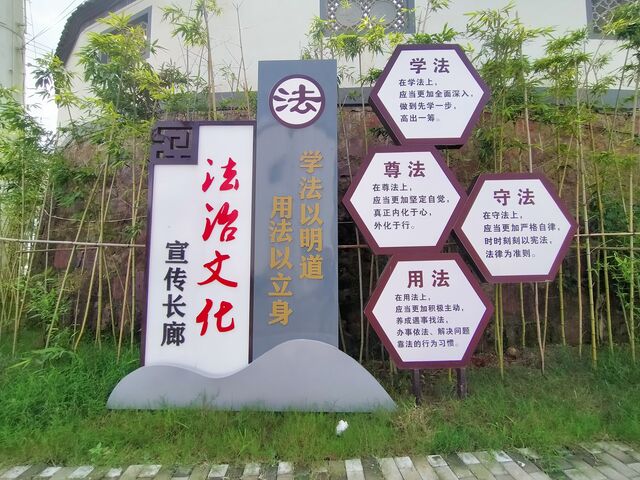 法治文化
宣传长廊
法
学法以明道
用法以立身
学法
在学法上，
应当更加全面深入，
做到先学一步，
高出一筹。
尊法
在尊法上，
应当更加坚定自觉，
真正内化于心，
外化于行。
守法
在守法上，
应当更加严格自律，
时时刻刻以宪法、
法律为准则。
用法
在用法上，
应当更加积极主动，
养成遇事找法，
办事依法、解决问题
靠法的行为习惯。